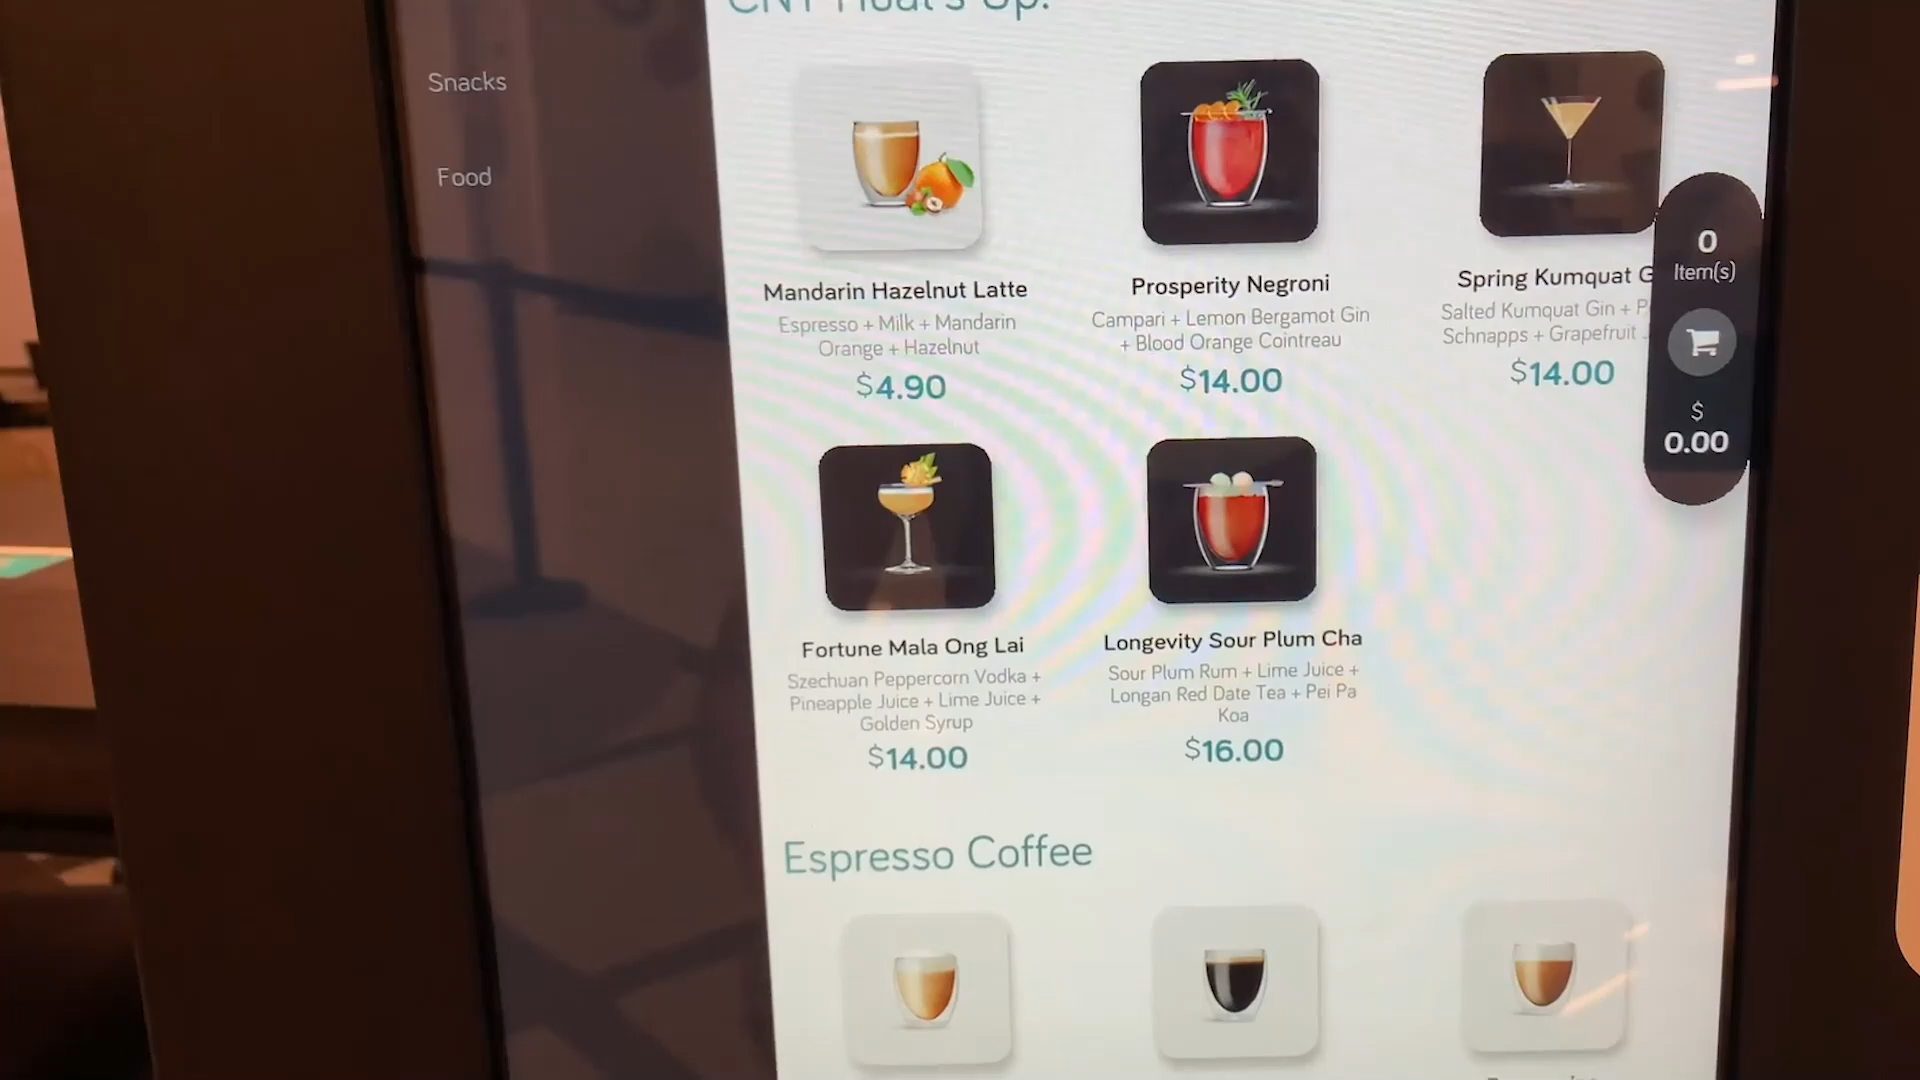 Snacks
Food
CNY Huat's Up!
Mandarin Hazelnut Latte
Espresso + Milk + Mandarin
Orange + Hazelnut
$4.90
Prosperity Negroni
Campari + Lemon Bergamot Gin
+ Blood Orange Cointreau
$14.00
Spring Kumquat G
Salted Kumquat Gin + P
Schnapps + Grapefruit
$14.00
0
Item(s)
$
0.00
Fortune Mala Ong Lai
Szechuan Peppercorn Vodka +
Pineapple Juice + Lime Juice +
Golden Syrup
$14.00
Longevity Sour Plum Cha
Sour Plum Rum + Lime Juice +
Longan Red Date Tea + Pei Pa
Koa
$16.00
Espresso Coffee